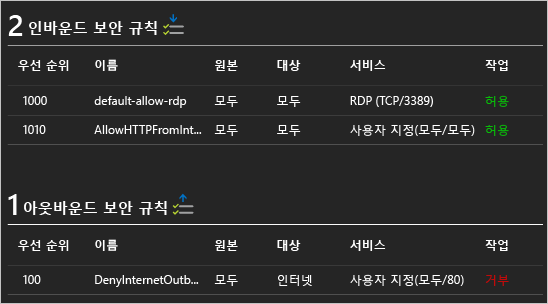 2 인바운드 보안 규칙
우선 순위 이름 원본 대상 서비스 작업
1000 default-allow-rdp 모두 모두 RDP (TCP/3389) 허용
1010 AllowHTTPFromInt... 모두 모두 사용자 지정(모두/모두) 허용
1 아웃바운드 보안 규칙
우선 순위 이름 원본 대상 서비스 작업
100 DenyInternetOutb... 모두 인터넷 사용자 지정(모두/80) 거부